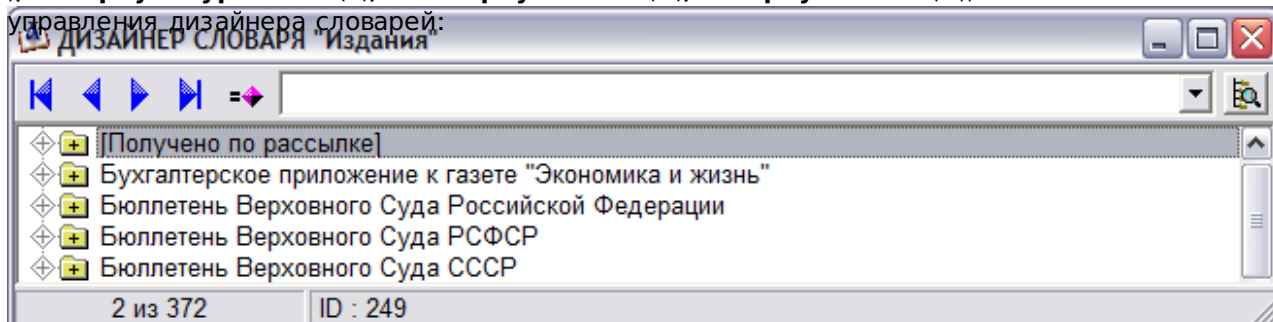 управления дизайнера словарей:
ДИЗАЙНЕР СЛОВАРЯ "Издания"
[Получено по рассылке]
Бухгалтерское приложение к газете "Экономика и жизнь"
Бюллетень Верховного Суда Российской Федерации
Бюллетень Верховного Суда РСФСР
Бюллетень Верховного Суда СССР
2 из 372 ID : 249